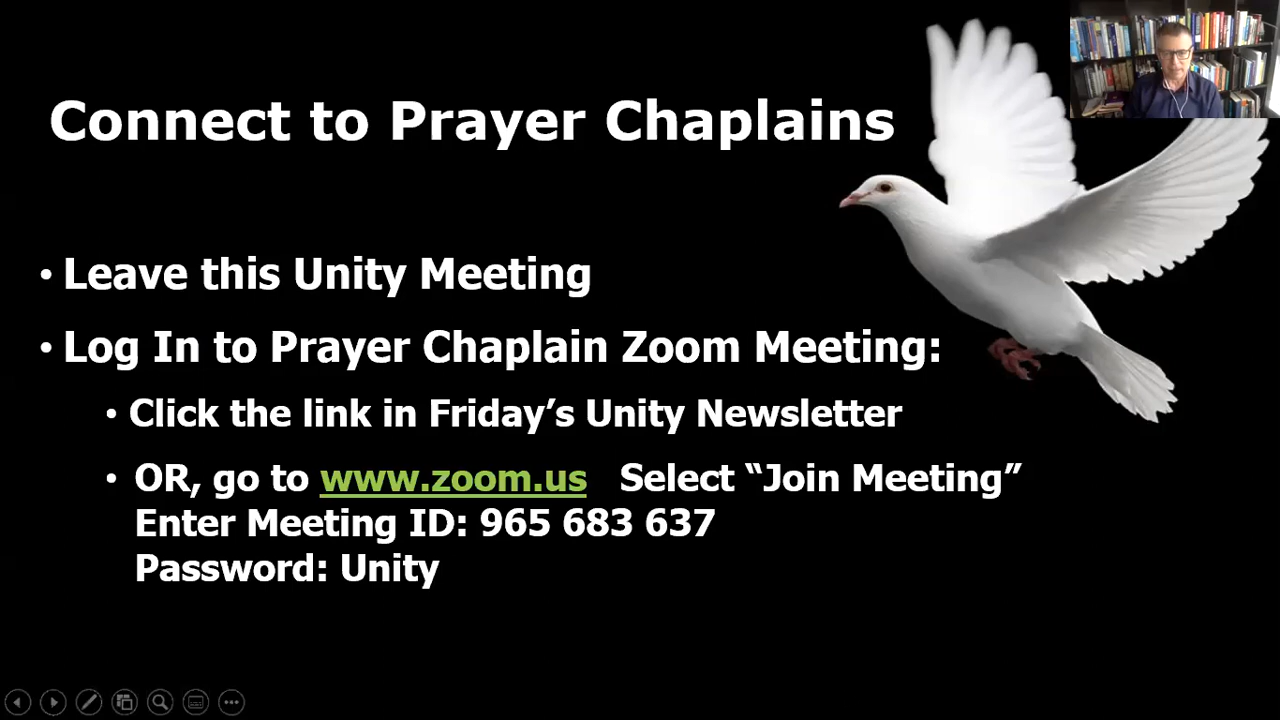 Connect to Prayer Chaplains
• Leave this Unity Meeting
• Log In to Prayer Chaplain Zoom Meeting:
• Click the link in Friday’s Unity Newsletter
• OR, go to www.zoom.us Select “Join Meeting”
Enter Meeting ID: 965 683 637
Password: Unity